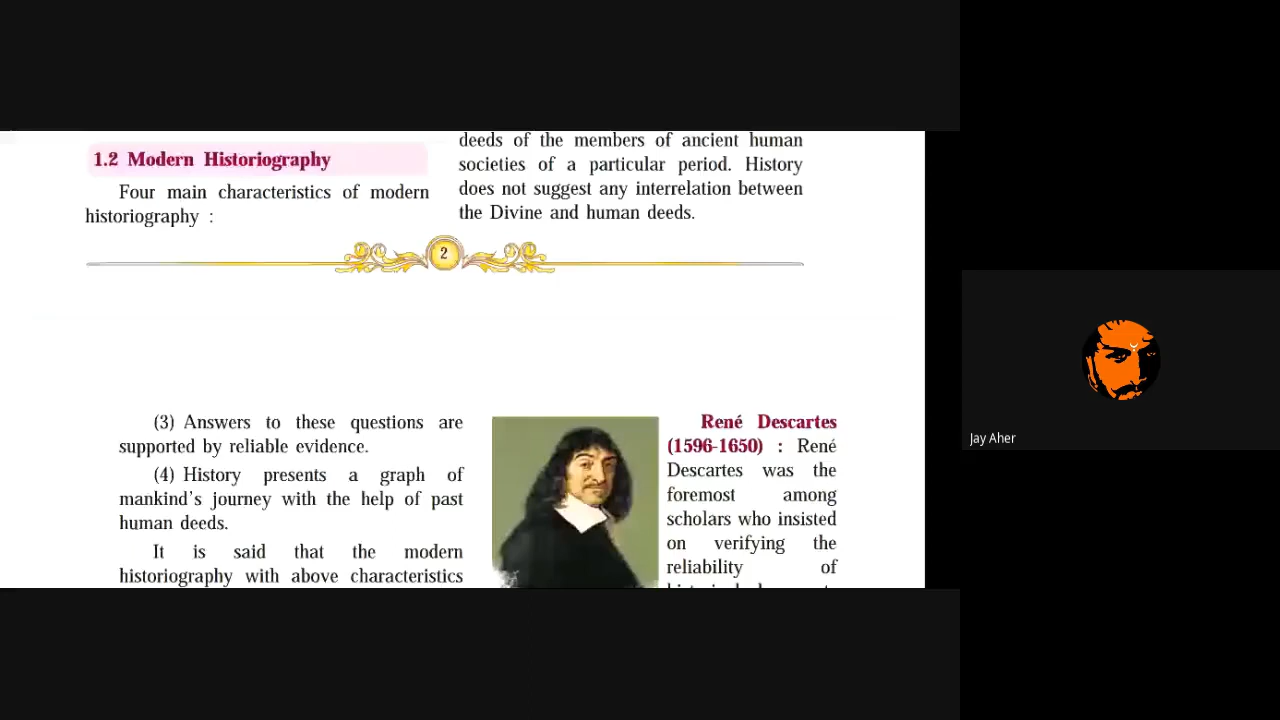 1.2 Modern Historiography
Four main characteristics of modern
historiography :
deeds of the members of ancient human
societies of a particular period. History
does not suggest any interrelation between
the Divine and human deeds.
2
(3) Answers to these questions are
supported by reliable evidence.
(4) History presents a graph of
mankind's journey with the help of past
human deeds.
It is said that the modern
historiography with above characteristics
René Descartes
(1596-1650) : René
Descartes was the
foremost among
scholars who insisted
on verifying the
reliability of
Jay Aher